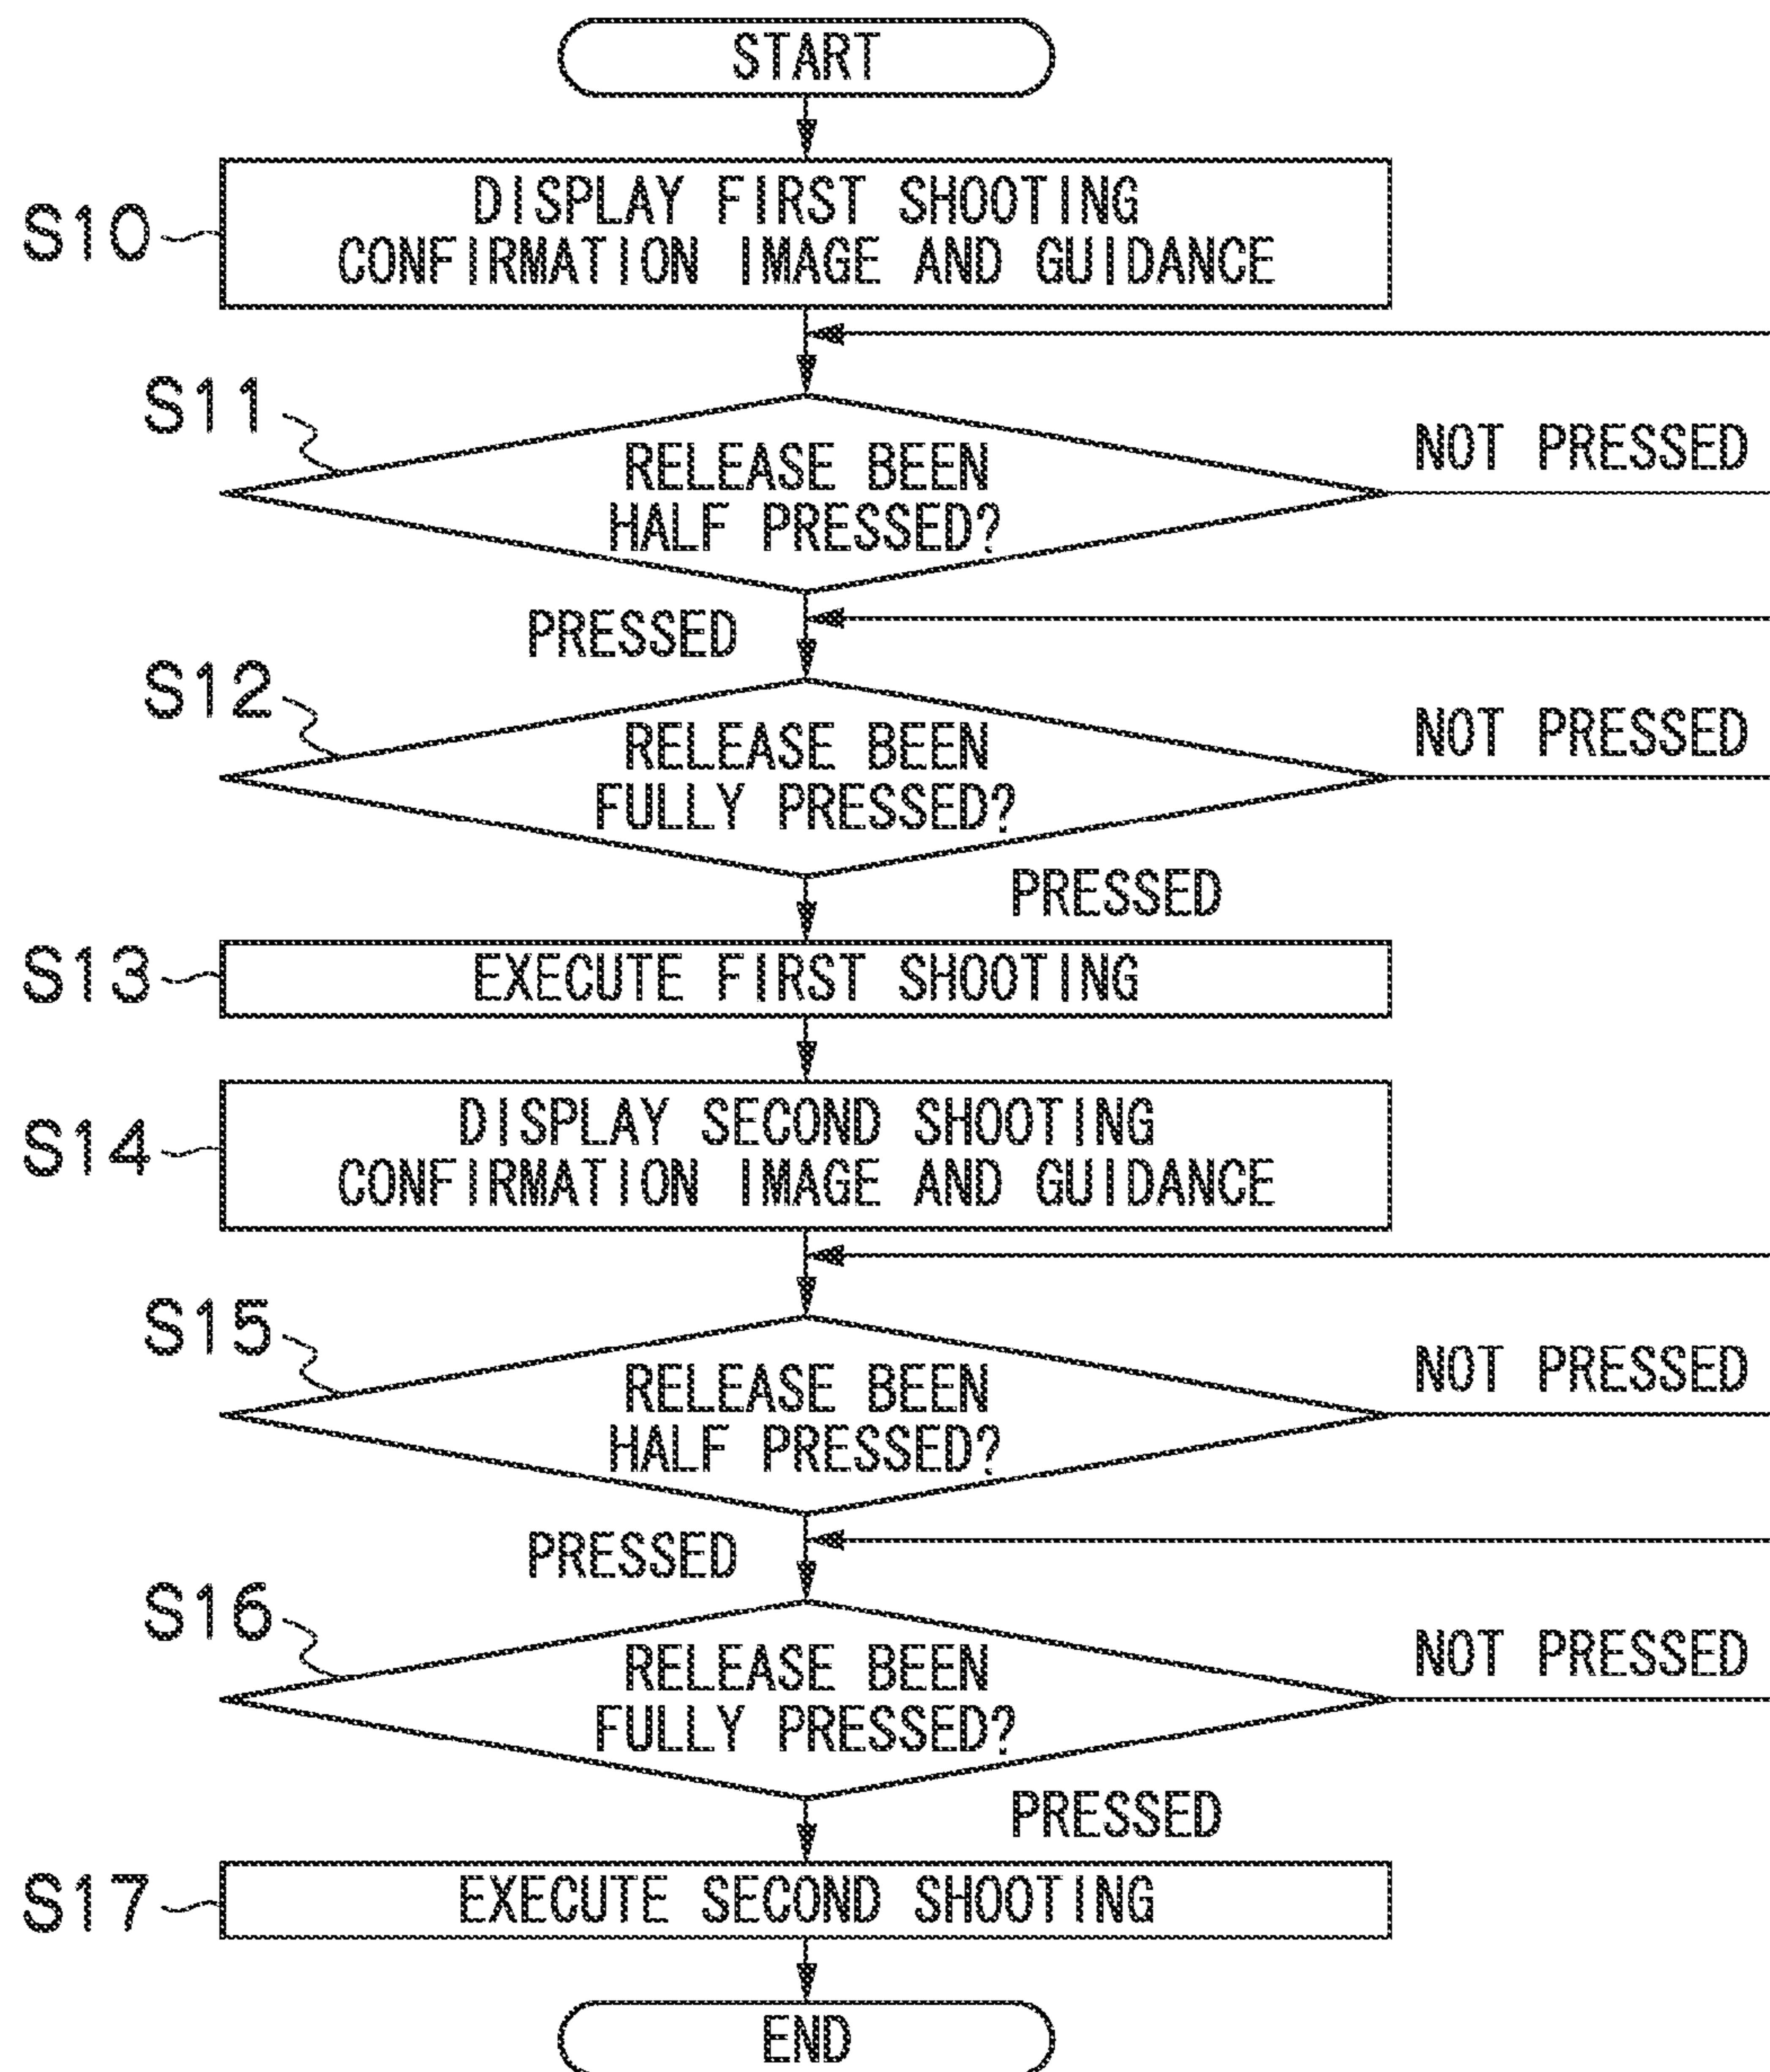 START
S10
DISPLAY FIRST SHOOTING
CONFIRMATION IMAGE AND GUIDANCE
S11
RELEASE BEEN
HALF PRESSED?
NOT PRESSED
PRESSED
S12
RELEASE BEEN
FULLY PRESSED?
NOT PRESSED
PRESSED
S13
EXECUTE FIRST SHOOTING
S14
DISPLAY SECOND SHOOTING
CONFIRMATION IMAGE AND GUIDANCE
S15
RELEASE BEEN
HALF PRESSED?
NOT PRESSED
PRESSED
S16
RELEASE BEEN
FULLY PRESSED?
NOT PRESSED
PRESSED
S17
EXECUTE SECOND SHOOTING
END